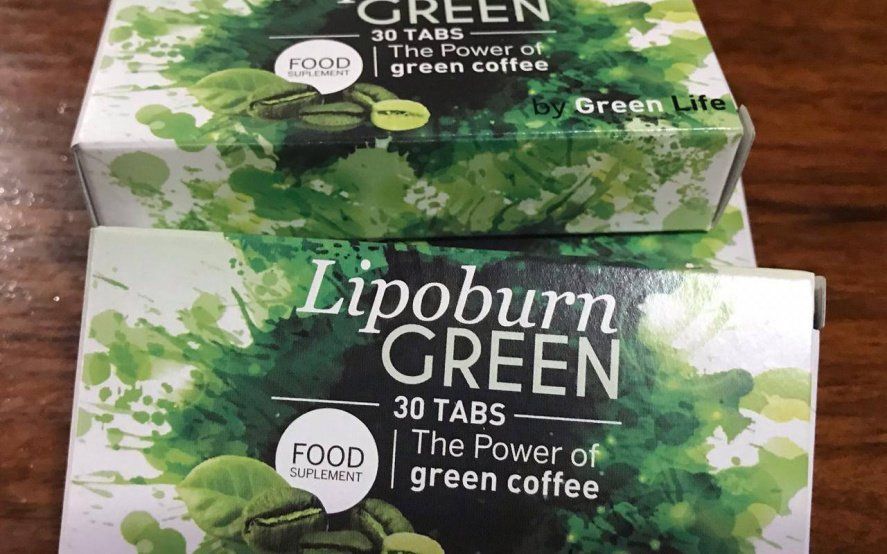 GREEN
30 TABS
The Power of
green coffee
FOOD
SUPLEMENT
by Green Life
Lipoburn
GREEN
30 TABS
The Power of
green coffee
FOOD
SUPLEMENT